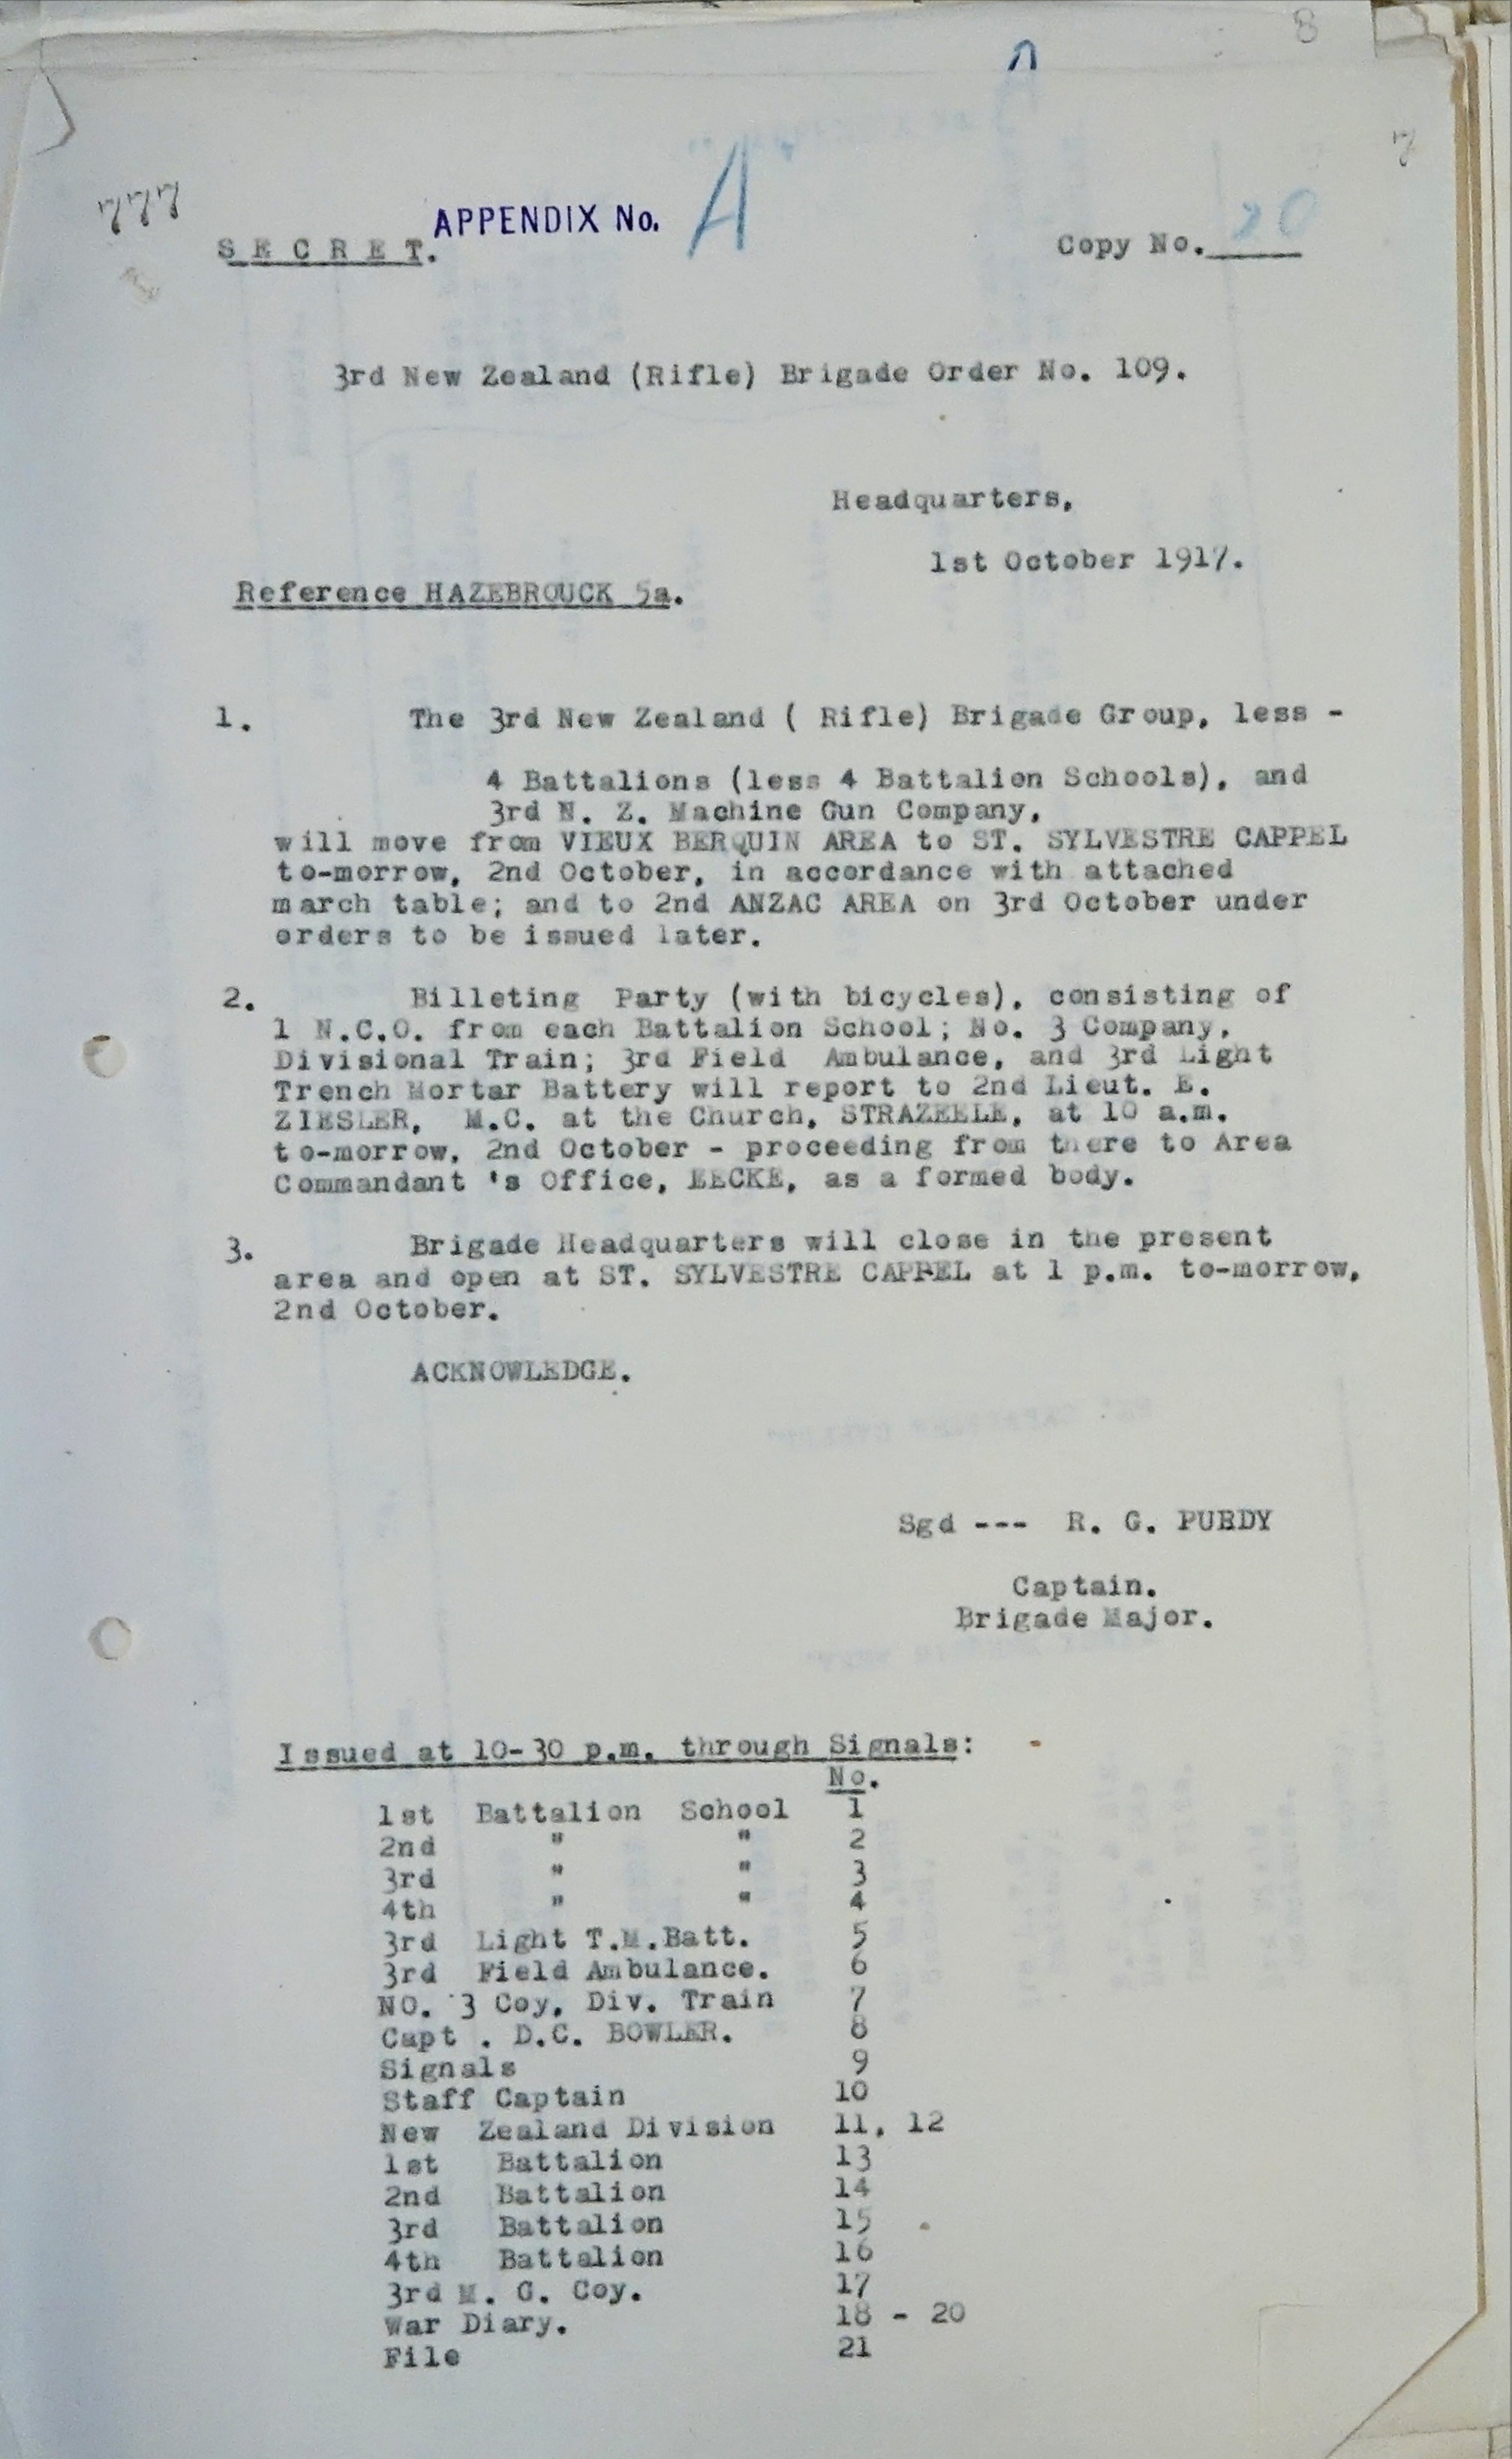 8
7
777
APPENDIX No. A
SECRET.
Copy No. 20
3rd New Zealand (Rifle) Brigade Order No. 109.
Headquarters,
1st October 1917.
Reference HAZEBROUCK 5a.
1. The 3rd New Zealand ( Rifle) Brigade Group, less -
4 Battalions (less 4 Battalion Schools), and
3rd N. Z. Machine Gun Company,
will move from VIEUX BERQUIN AREA to ST. SYLVESTRE CAPPEL
to-morrow, 2nd October, in accordance with attached
march table; and to 2nd ANZAC AREA on 3rd October under
orders to be issued later.
2. Billeting Party (with bicycles), consisting of
1 N.C.O. from each Battalion School; No. 3 Company,
Divisional Train; 3rd Field Ambulance, and 3rd Light
Trench Mortar Battery will report to 2nd Lieut. E.
ZIESLER, M.C. at the Church, STRAZEELE, at 10 a.m.
to-morrow, 2nd October - proceeding from there to Area
Commandant 's Office, EECKE, as a formed body.
3. Brigade Headquarters will close in the present
area and open at ST. SYLVESTRE CAPPEL at 1 p.m. to-morrow,
2nd October.
ACKNOWLEDGE.
Sgd --- R. G. PURDY
Captain.
Brigade Major.
Issued at 10-30 p.m. through Signals:
No.
1st Battalion School 1
2nd " " 2
3rd " " 3
4th " " 4
3rd Light T.M.Batt. 5
3rd Field Ambulance. 6
NO. 3 Coy, Div. Train 7
Capt . D.C. BOWLER. 8
Signals 9
Staff Captain 10
New Zealand Division 11, 12
1st Battalion 13
2nd Battalion 14
3rd Battalion 15
4th Battalion 16
3rd M. G. Coy. 17
War Diary. 18 - 20
File 21